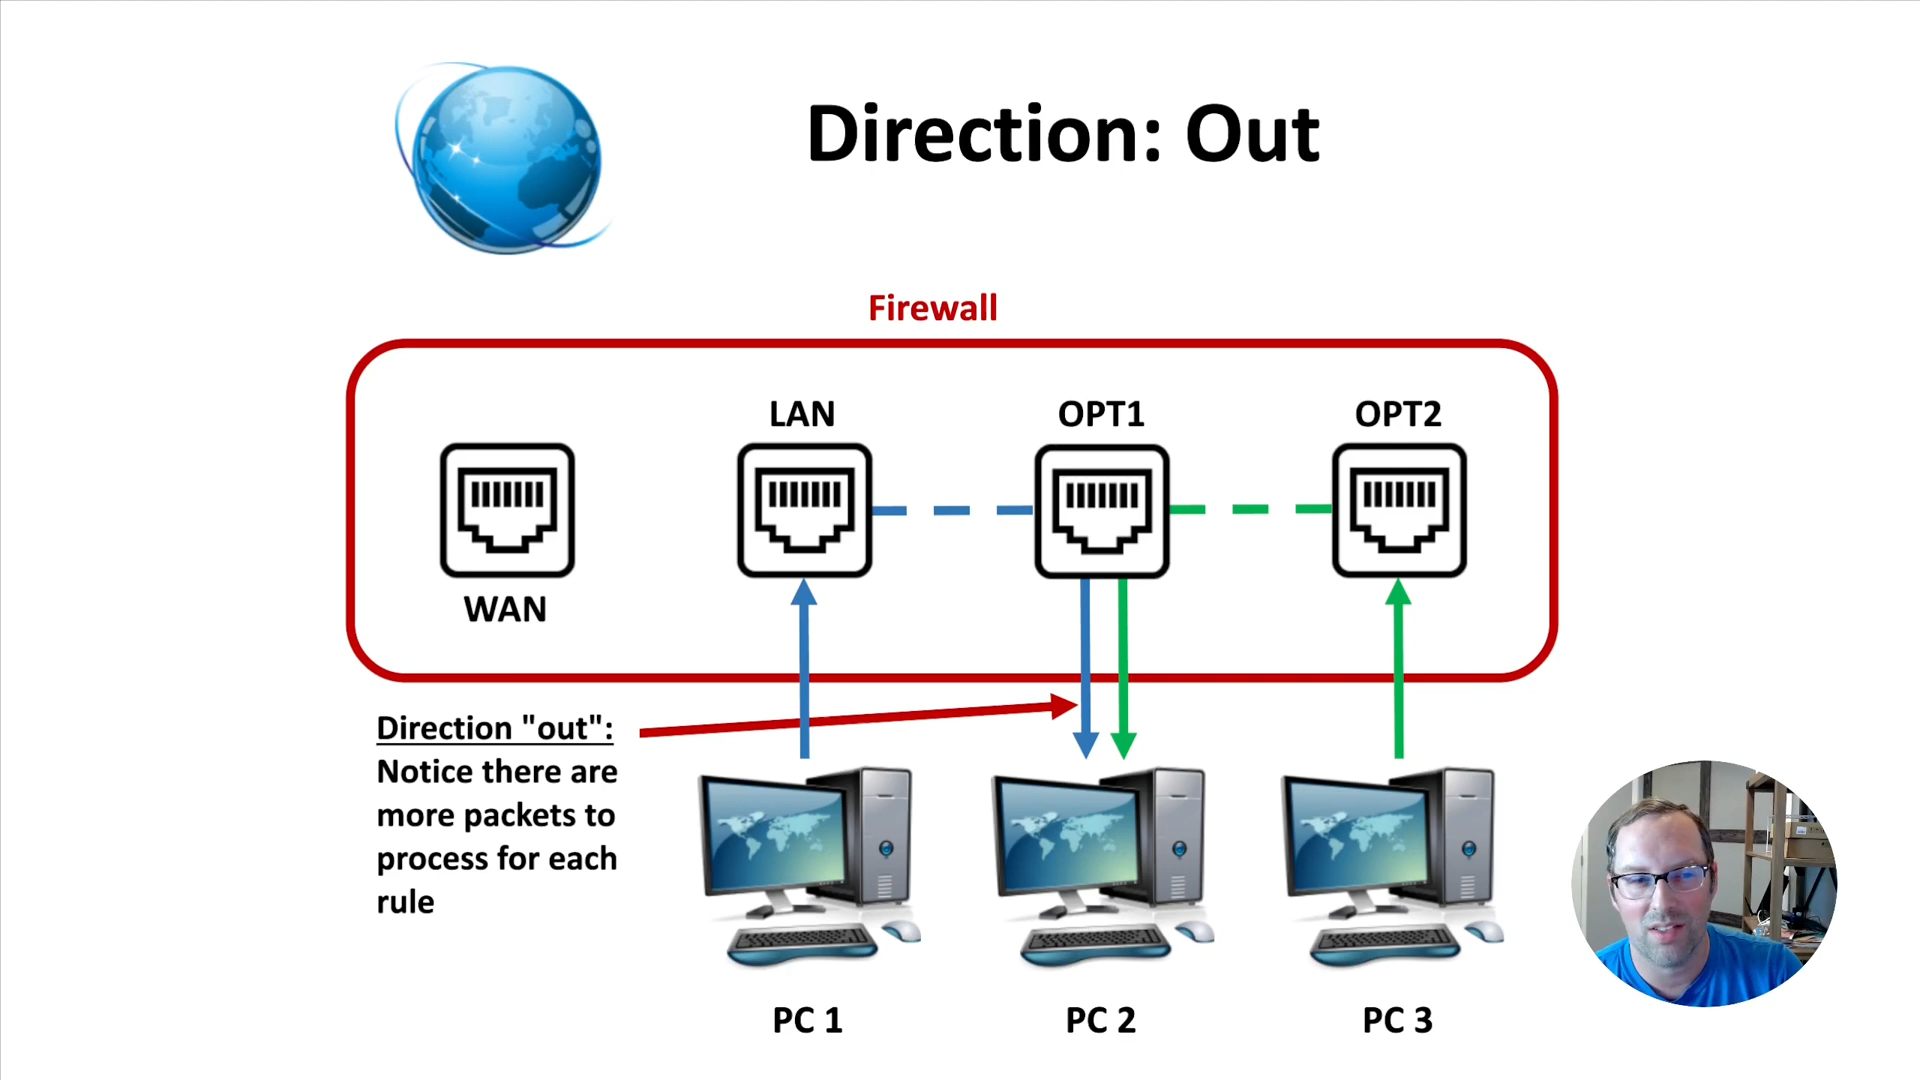 Direction: Out
Firewall
LAN
OPT1
OPT2
WAN
Direction "out":
Notice there are
more packets to
process for each
rule
PC 1
PC 2
PC 3